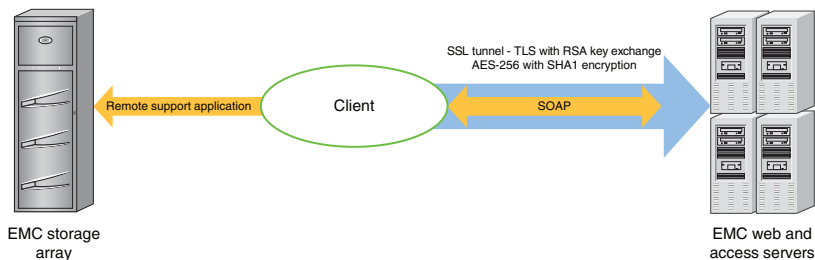 SSL tunnel - TLS with RSA key exchange
AES-256 with SHA1 encryption
Remote support application
Client
SOAP
EMC storage
array
EMC web and
access servers